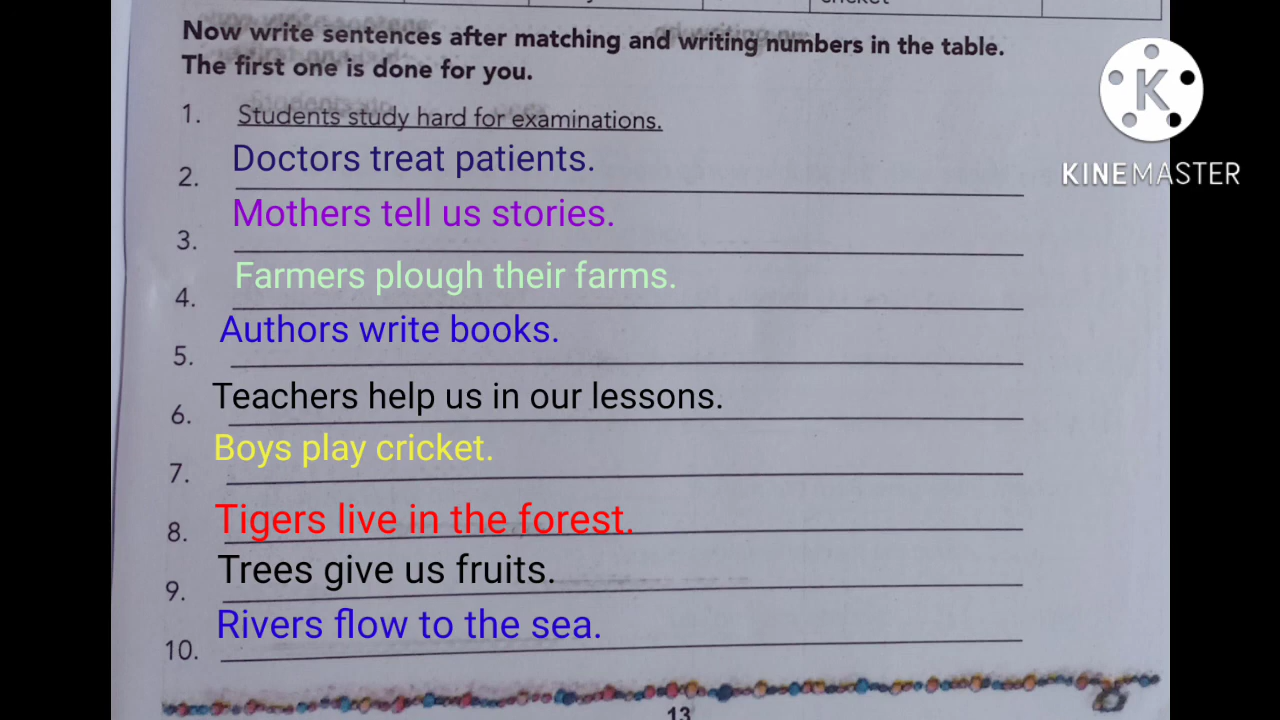 cricket
Now write sentences after matching and writing numbers in the table.
The first one is done for you.
1. Students study hard for examinations.
2. Doctors treat patients.
3. Mothers tell us stories.
4. Farmers plough their farms.
5. Authors write books.
6. Teachers help us in our lessons.
7. Boys play cricket.
8. Tigers live in the forest.
9. Trees give us fruits.
10. Rivers flow to the sea.
13
K
KINEMASTER